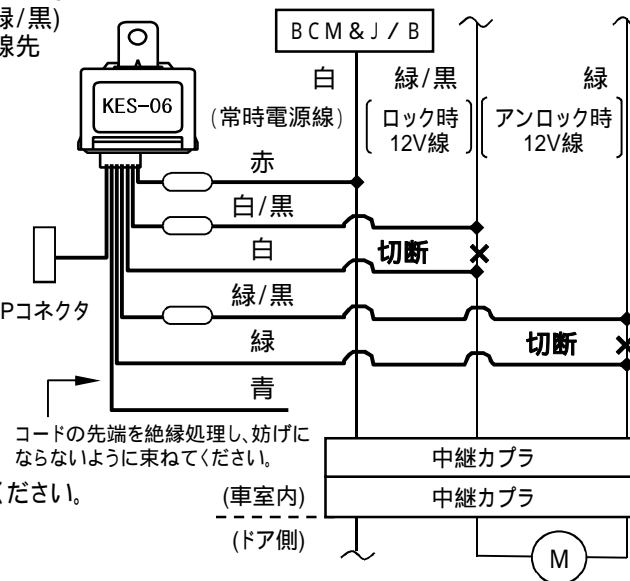 緑/黒)
線先
BCM&J/B
KES-06
白
緑/黒
緑
(常時電源線)
ロック時
12V線
アンロック時
12V線
赤
白/黒
白
切断
Pコネクタ
緑/黒
緑
切断
青
コードの先端を絶縁処理し、妨げに
ならないように束ねてください。
ください。
中継カプラ
(車室内)
中継カプラ
(ドア側)
M